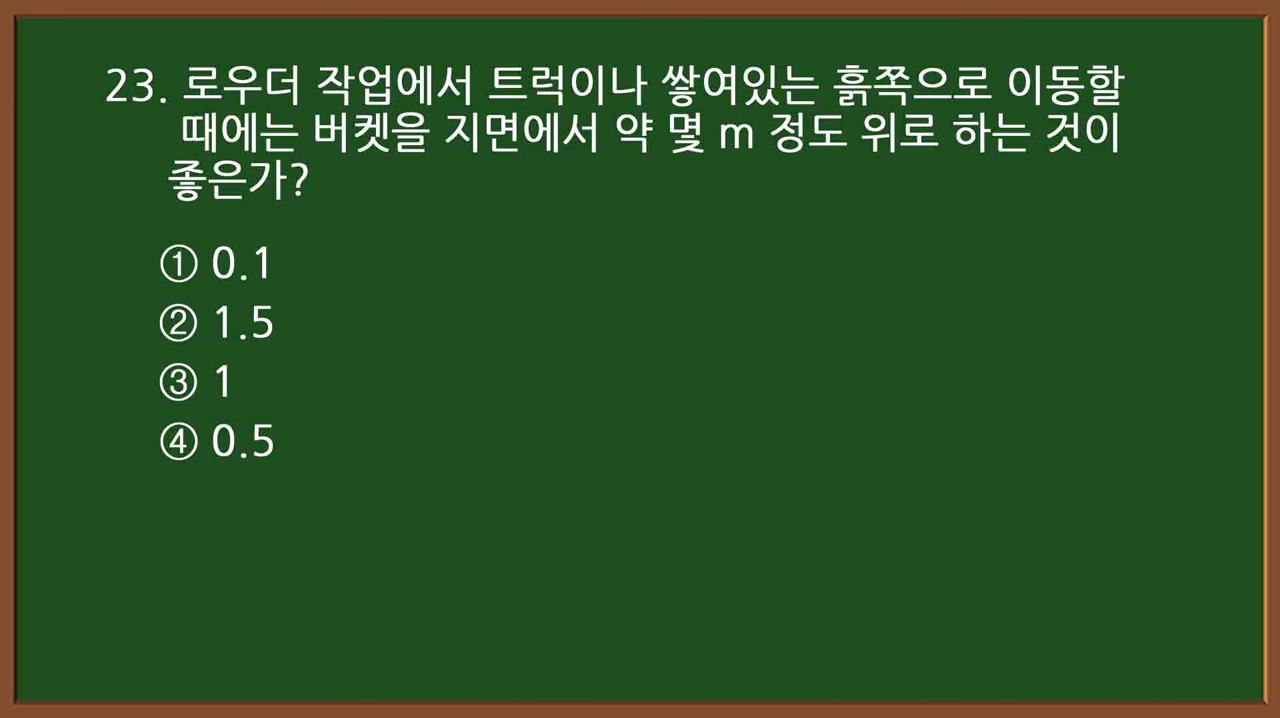 23. 로우더 작업에서 트럭이나 쌓여있는 흙쪽으로 이동할
때에는 버켓을 지면에서 약 몇 m 정도 위로 하는 것이
좋은가?
① 0.1
② 1.5
③ 1
④ 0.5